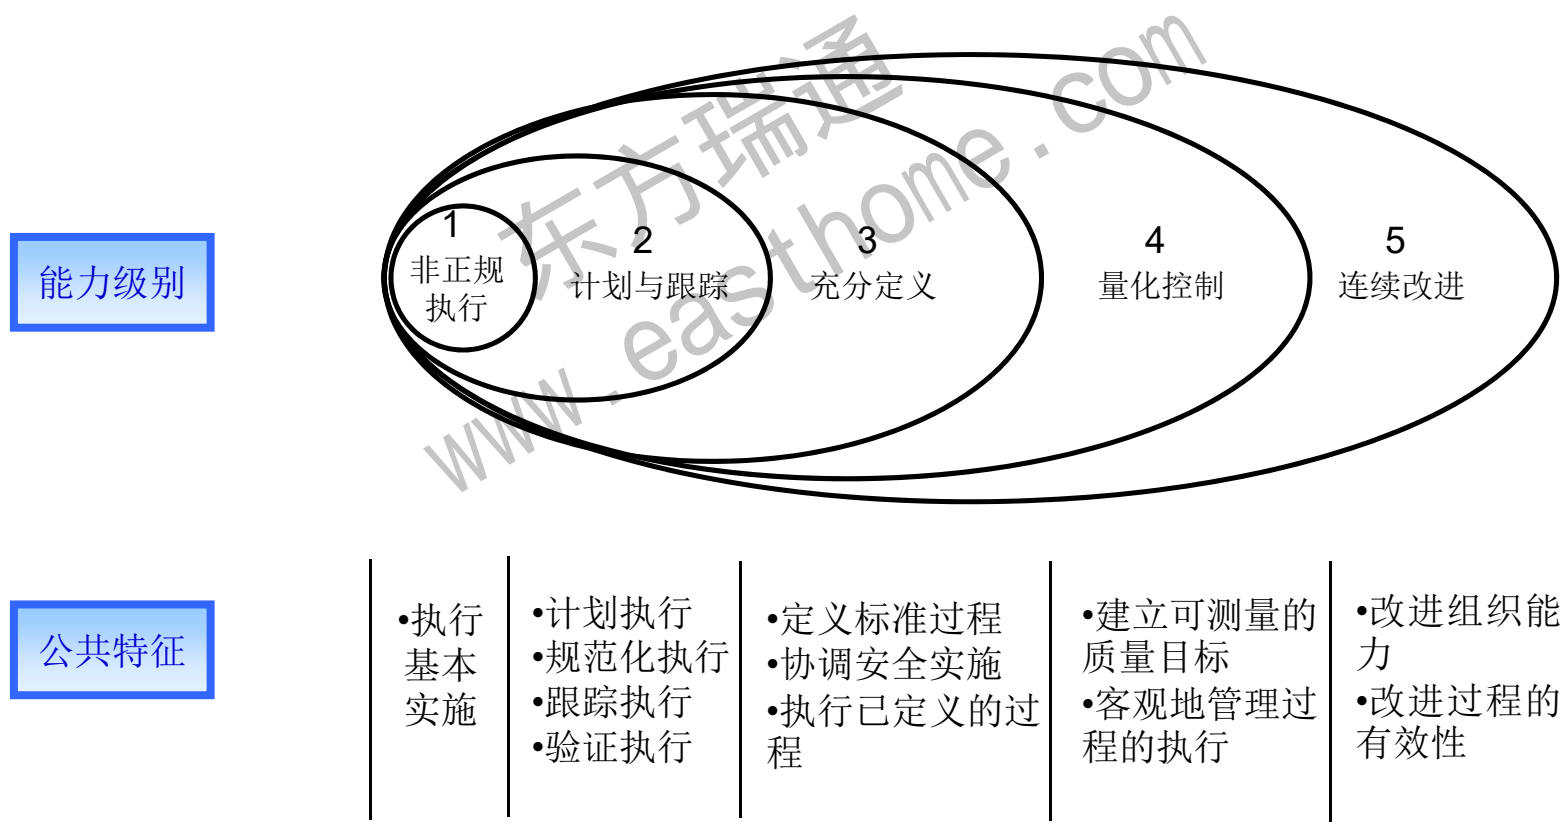 东方瑞通
www.easthome.com
能力级别
1
非正规
执行
2
计划与跟踪
3
充分定义
4
量化控制
5
连续改进
公共特征
•执行
基本
实施
•计划执行
•规范化执行
•跟踪执行
•验证执行
•定义标准过程
•协调安全实施
•执行已定义的过
程
•建立可测量的
质量目标
•客观地管理过
程的执行
•改进组织能
力
•改进过程的
有效性